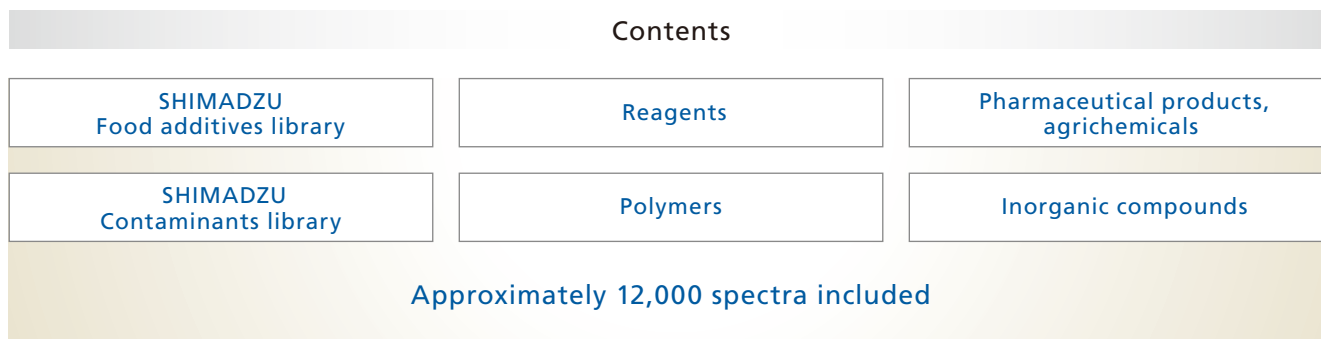 Contents
SHIMADZU
Food additives library
Reagents
Pharmaceutical products,
agrichemicals
SHIMADZU
Contaminants library
Polymers
Inorganic compounds
Approximately 12,000 spectra included